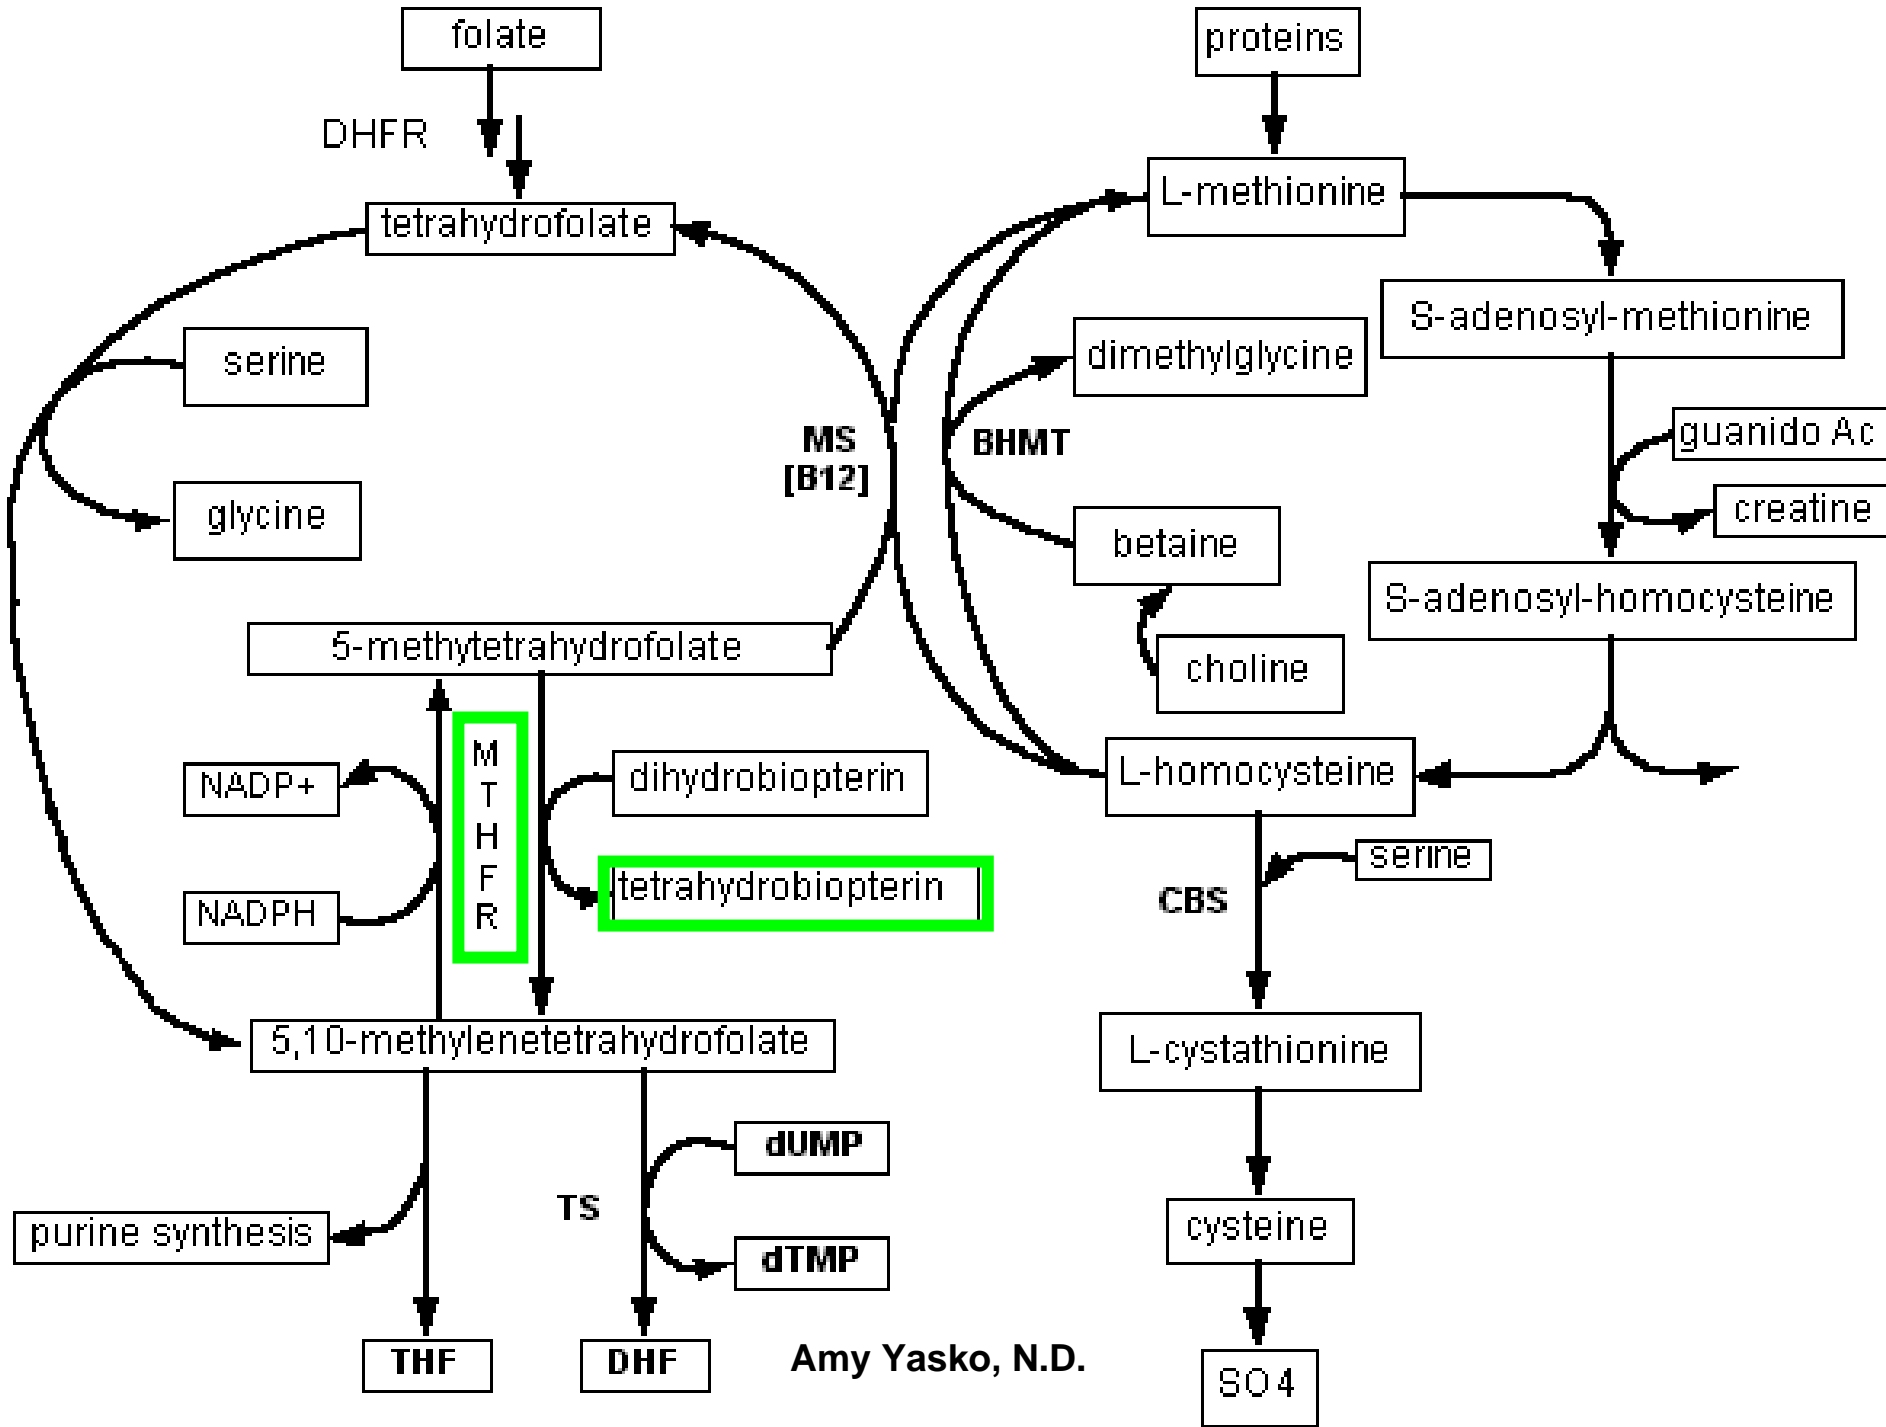 folate
proteins
DHFR
L-methionine
tetrahydrofolate
S-adenosyl-methionine
serine
dimethylglycine
MS
[B12]
BHMT
guanido Ac
glycine
creatine
betaine
S-adenosyl-homocysteine
5-methytetrahydrofolate
choline
M
T
H
F
R
NADP+
dihydrobiopterin
L-homocysteine
NADPH
tetrahydrobiopterin
serine
CBS
5,10-methylenetetrahydrofolate
L-cystathionine
dUMP
TS
purine synthesis
dTMP
cysteine
THF
DHF
Amy Yasko, N.D.
SO4